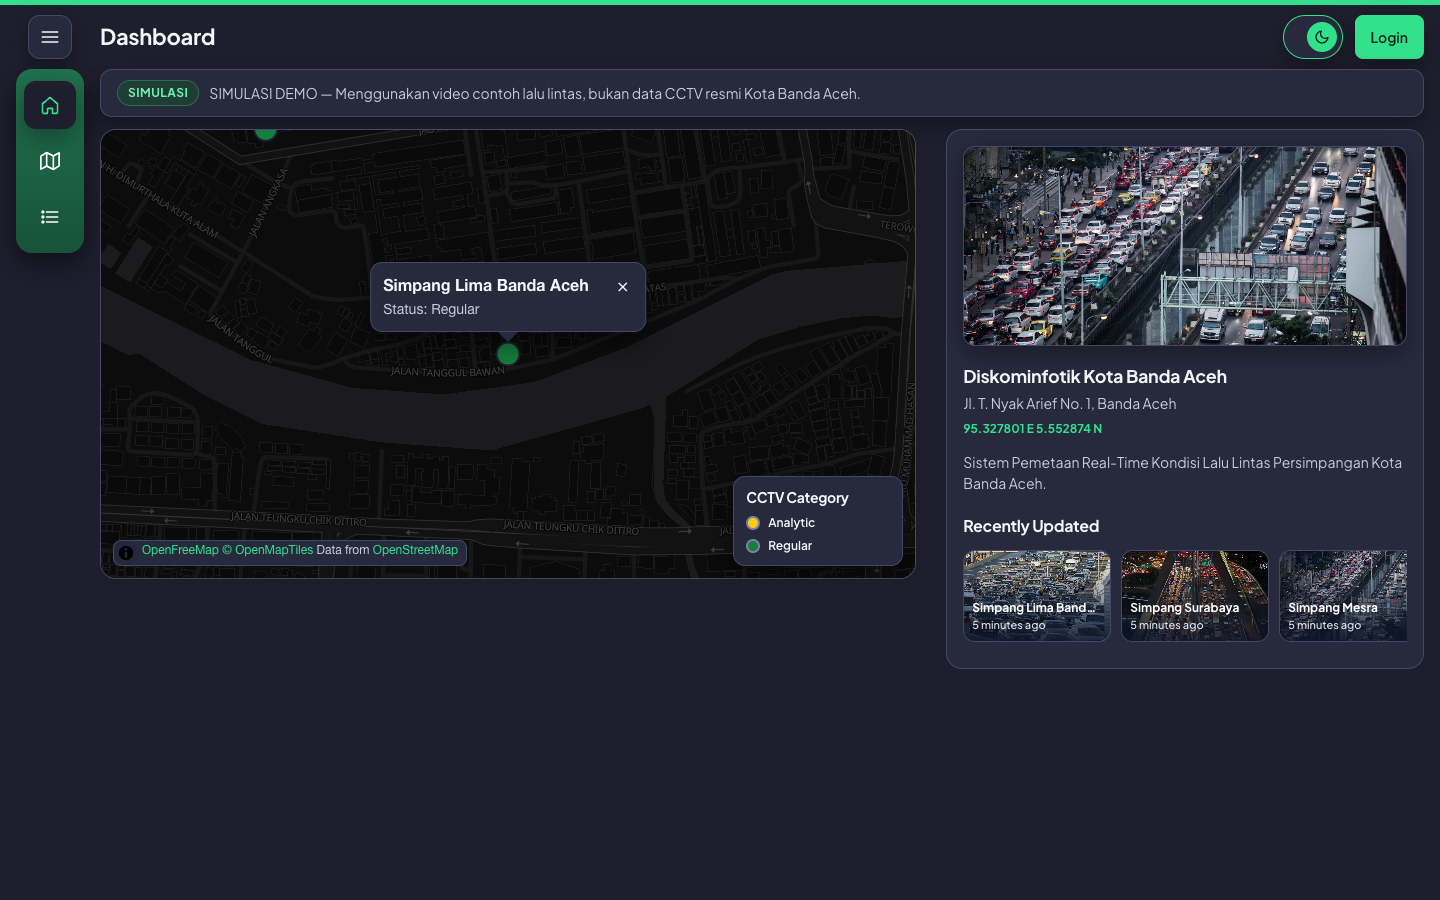 Dashboard
Login
SIMULASI
SIMULASI DEMO — Menggunakan video contoh lalu lintas, bukan data CCTV resmi Kota Banda Aceh.
DIMURTHALA KUTA ALAM
JALAN ANGKASA
Simpang Lima Banda Aceh
Status: Regular
JALAN TANGGUL
JALAN TANGGUL BAWAN
JALAN TEUNGKU CHIK DITIRO
JALAN TEUNGKU CHIK DITIRO
CCTV Category
Analytic
Regular
OpenFreeMap © OpenMapTiles Data from OpenStreetMap
Diskominfotik Kota Banda Aceh
Jl. T. Nyak Arief No. 1, Banda Aceh
95.327801 E 5.552874 N
Sistem Pemetaan Real-Time Kondisi Lalu Lintas Persimpangan Kota
Banda Aceh.
Recently Updated
Simpang Lima Band...
5 minutes ago
Simpang Surabaya
5 minutes ago
Simpang Mesra
5 minutes ago